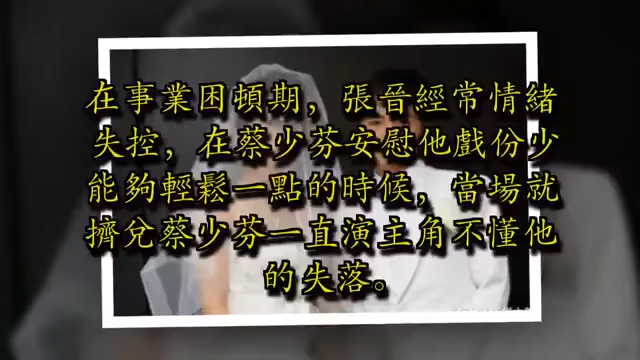 在事業困頓期，張晉經常情緒
失控，在蔡少芬安慰他戲份少
能夠輕鬆一點的時候，當場就
擠兌蔡少芬一直演主角不懂他
的失落。